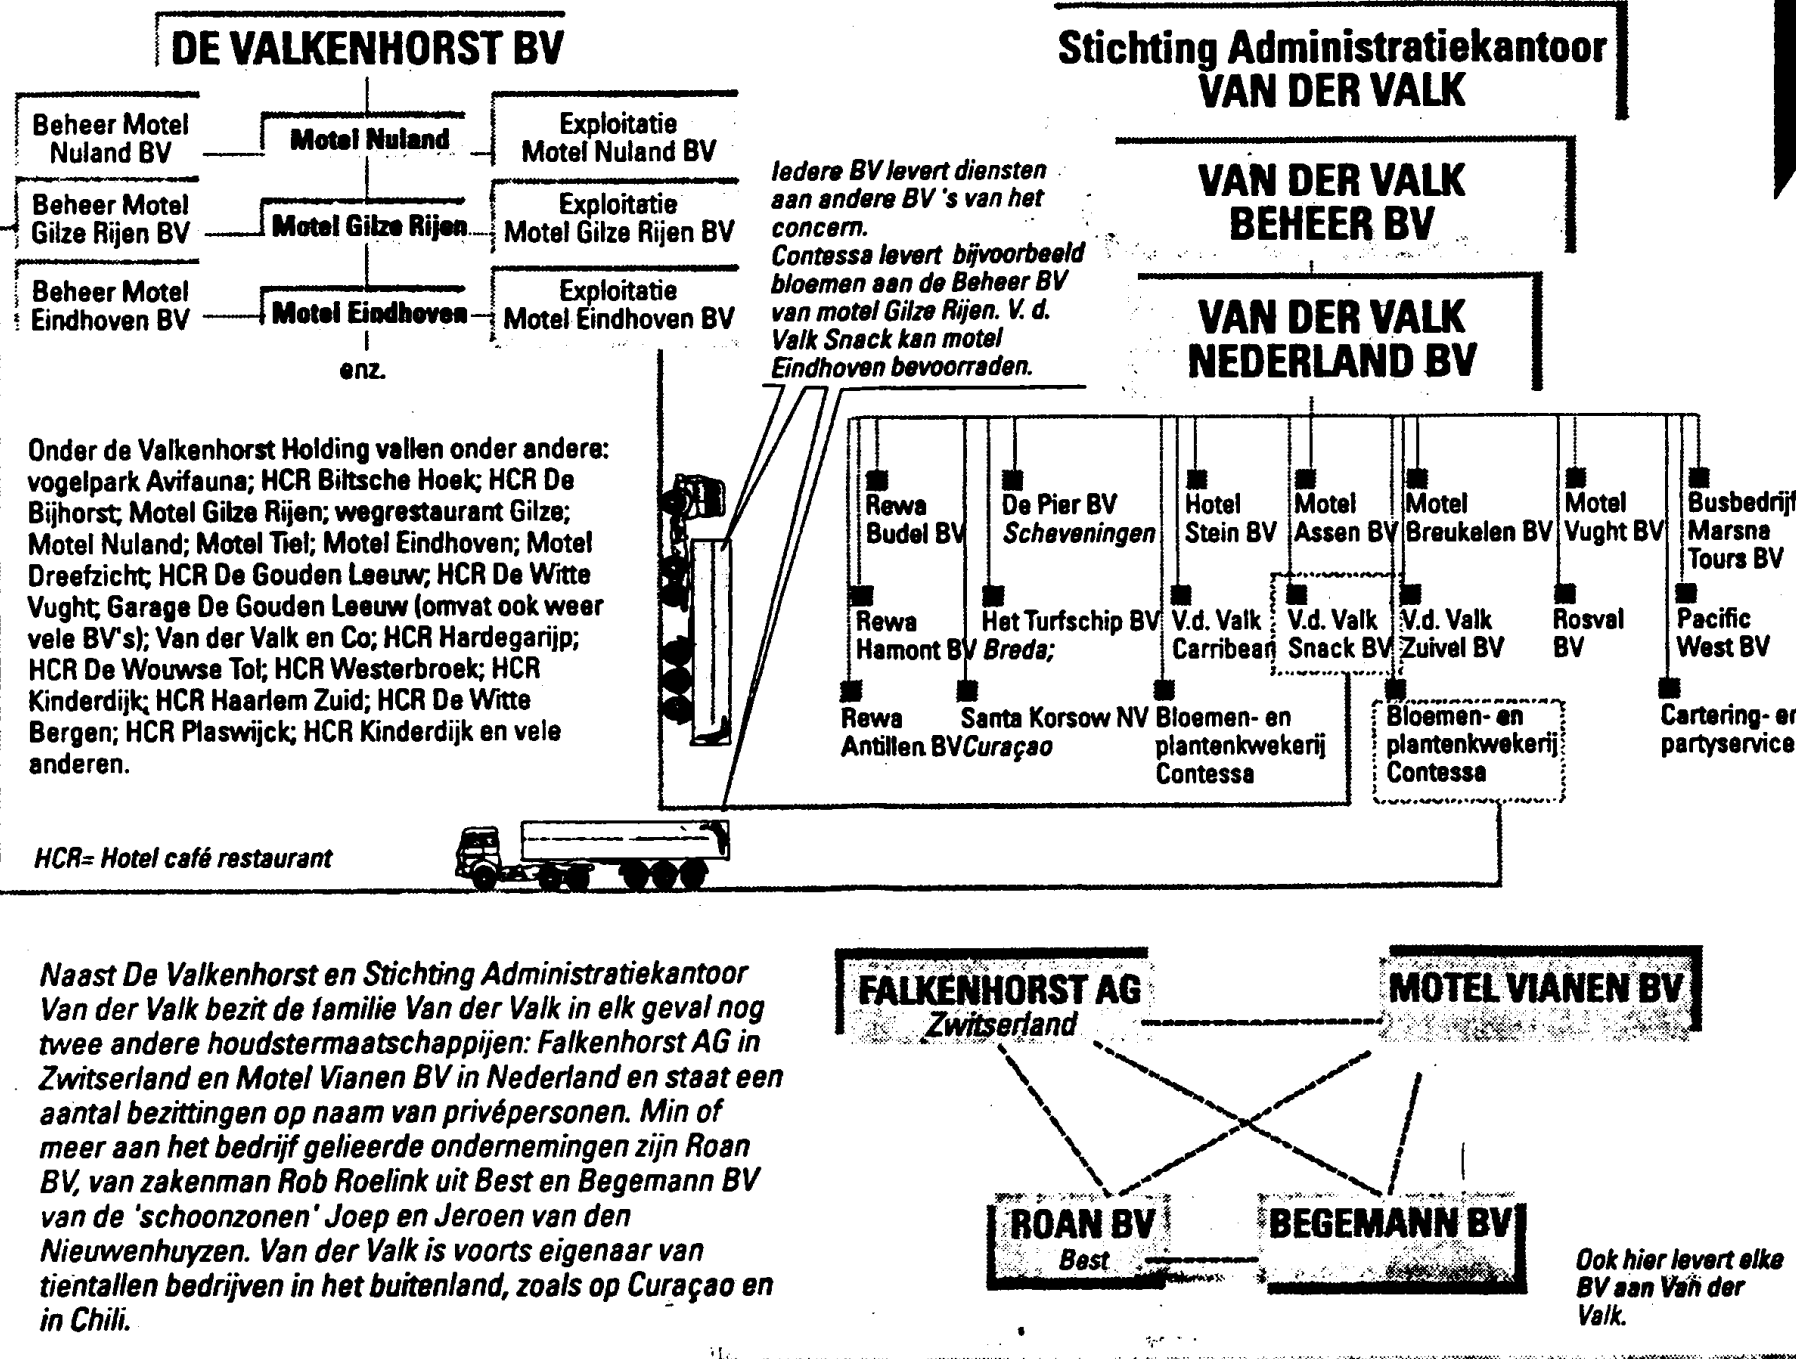 DE VALKENHORST BV
Beheer Motel
Nuland BV
Motel Nuland
Exploitatie
Motel Nuland BV
Beheer Motel
Gilze Rijen BV
Motel Gilze Rijen
Exploitatie
Motel Gilze Rijen BV
Beheer Motel
Eindhoven BV
Motel Eindhoven
Exploitatie
Motel Eindhoven BV
enz.
Onder de Valkenhorst Holding vallen onder andere:
vogelpark Avifauna; HCR Biltsche Hoek; HCR De
Bijhorst; Motel Gilze Rijen; wegrestaurant Gilze;
Motel Nuland; Motel Tiel; Motel Eindhoven; Motel
Dreefzicht; HCR De Gouden Leeuw; HCR De Witte
Vught; Garage De Gouden Leeuw (omvat ook weer
vele BV's); Van der Valk en Co; HCR Hardegarijp;
HCR De Wouwse Tol; HCR Westerbroek; HCR
Kinderdijk; HCR Haarlem Zuid; HCR De Witte
Bergen; HCR Plaswijck; HCR Kinderdijk en vele
anderen.
HCR= Hotel café restaurant
Iedere BV levert diensten
aan andere BV 's van het
concern.
Contessa levert bijvoorbeeld
bloemen aan de Beheer BV
van motel Gilze Rijen. V. d.
Valk Snack kan motel
Eindhoven bevoorraden.
Stichting Administratiekantoor
VAN DER VALK
VAN DER VALK
BEHEER BV
VAN DER VALK
NEDERLAND BV
Rewa
Budel BV
De Pier BV
Scheveningen
Hotel
Stein BV
Motel
Assen BV
Motel
Breukelen BV
Motel
Vught BV
Busbedrijf
Marsna
Tours BV
Rewa
Hamont BV
Het Turfschip BV
Breda;
V.d. Valk
Carribean
V.d. Valk
Snack BV
V.d. Valk
Zuivel BV
Rosval
BV
Pacific
West BV
Rewa
Antillen BV
Santa Korsow NV
Curaçao
Bloemen- en
plantenkwekerij
Contessa
Bloemen- en
plantenkwekerij
Contessa
Cartering- en
partyservice
Naast De Valkenhorst en Stichting Administratiekantoor
Van der Valk bezit de familie Van der Valk in elk geval nog
twee andere houdstermaatschappijen: Falkenhorst AG in
Zwitserland en Motel Vianen BV in Nederland en staat een
aantal bezittingen op naam van privépersonen. Min of
meer aan het bedrijf gelieerde ondernemingen zijn Roan
BV, van zakenman Rob Roelink uit Best en Begemann BV
van de 'schoonzonen' Joep en Jeroen van den
Nieuwenhuyzen. Van der Valk is voorts eigenaar van
tientallen bedrijven in het buitenland, zoals op Curaçao en
in Chili.
FALKENHORST AG
Zwitserland
MOTEL VIANEN BV
ROAN BV
Best
BEGEMANN BV
Ook hier levert elke
BV aan Van der
Valk.